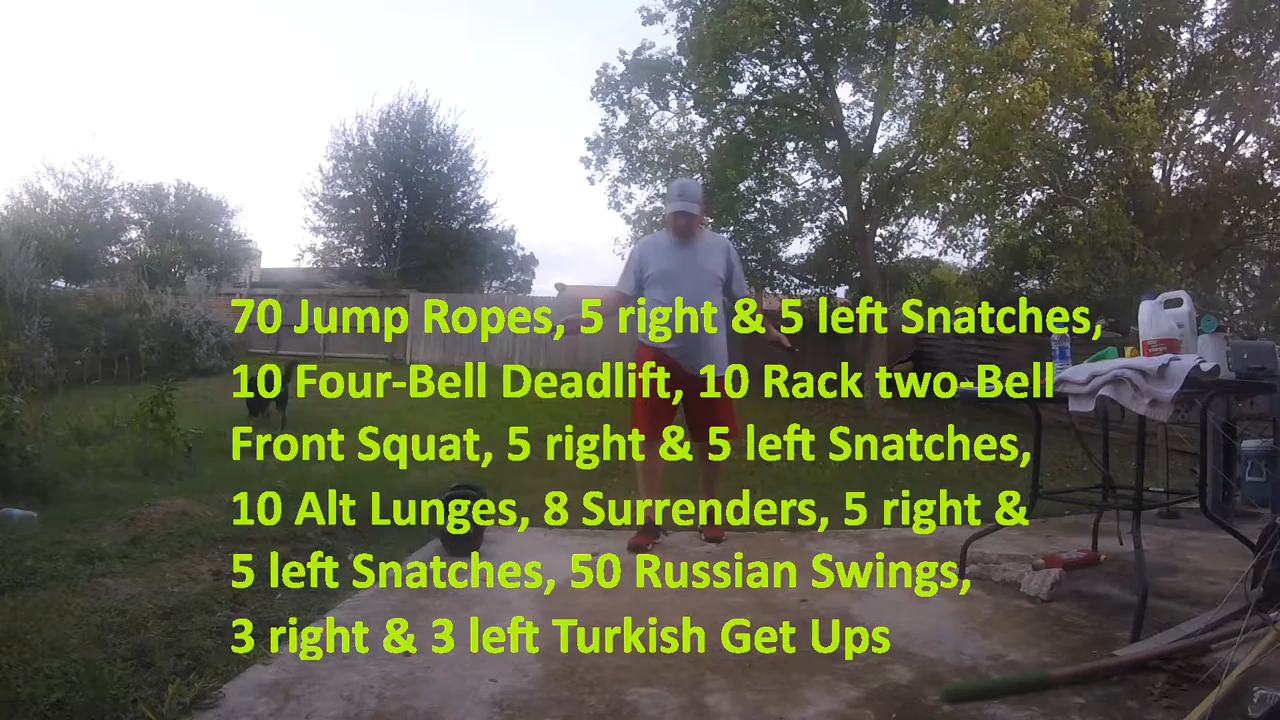 70 Jump Ropes, 5 right & 5 left Snatches,
10 Four-Bell Deadlift, 10 Rack two-Bell
Front Squat, 5 right & 5 left Snatches,
10 Alt Lunges, 8 Surrenders, 5 right &
5 left Snatches, 50 Russian Swings,
3 right & 3 left Turkish Get Ups